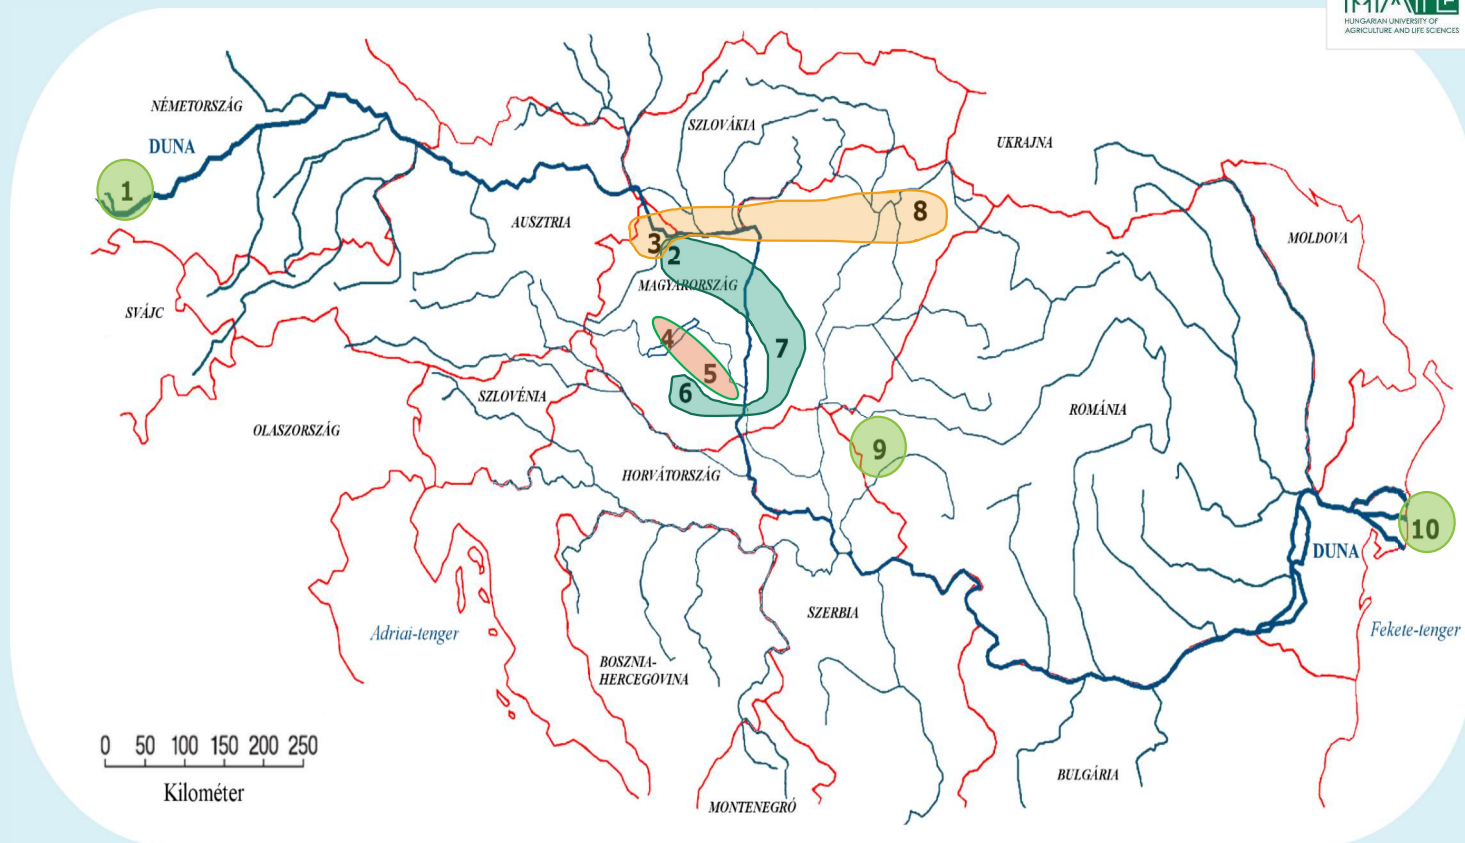 HUNGARIAN UNIVERSITY OF
AGRICULTURE AND LIFE SCIENCES
NÉMETORSZÁG
DUNA
1
SZLOVÁKIA
UKRAJNA
AUSZTRIA
8
3
2
MOLDOVA
MAGYARORSZÁG
SVÁJC
4
7
5
6
SZLOVÉNIA
ROMÁNIA
OLASZORSZÁG
9
HORVÁTORSZÁG
10
DUNA
SZERBIA
Adriai-tenger
Fekete-tenger
BOSZNIA-
HERCEGOVINA
0 50 100 150 200 250
Kilométer
BULGÁRIA
MONTENEGRÓ